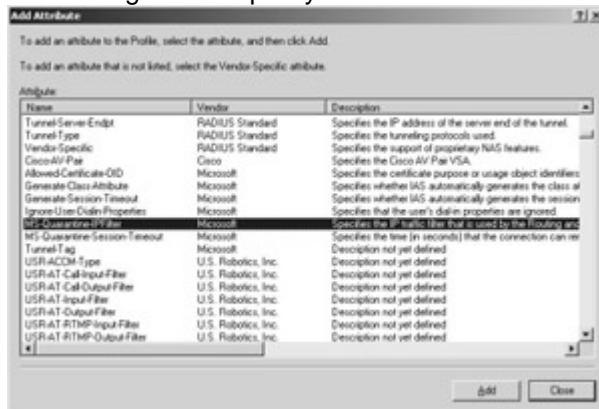 Add Attribute
To add an attribute to the Profile, select the attribute, and then click Add.
To add an attribute that is not listed, select the Vendor-Specific attribute.
Attribute:
Name Vendor Description
Tunnel-Server-Endpt RADIUS Standard Specifies the IP address of the server end of the tunnel.
Tunnel-Type RADIUS Standard Specifies the tunneling protocols used.
Vendor-Specific RADIUS Standard Specifies the support of proprietary NAS features.
Cisco-AV-Pair Cisco Specifies the Cisco AV Pair VSA.
Allowed-Certificate-OID Microsoft Specifies the certificate purpose or usage object identifiers
Generate-Class-Attribute Microsoft Specifies whether IAS automatically generates the class at
Generate-Session-Timeout Microsoft Specifies whether IAS automatically generates the session
Ignore-User-Dialin-Properties Microsoft Specifies that the user's dial-in properties are ignored.
MS-Quarantine-IPFilter Microsoft Specifies the IP traffic filter that is used by the Routing and
MS-Quarantine-Session-Timeout Microsoft Specifies the time (in seconds) that the connection can rem
Tunnel-Tag Microsoft Description not yet defined
USR-ACCM-Type U.S. Robotics, Inc. Description not yet defined
USR-AT-Call-Input-Filter U.S. Robotics, Inc. Description not yet defined
USR-AT-Call-Output-Filter U.S. Robotics, Inc. Description not yet defined
USR-AT-Input-Filter U.S. Robotics, Inc. Description not yet defined
USR-AT-Output-Filter U.S. Robotics, Inc. Description not yet defined
USR-AT-RTMP-Input-Filter U.S. Robotics, Inc. Description not yet defined
USR-AT-RTMP-Output-Filter U.S. Robotics, Inc. Description not yet defined
Add Close